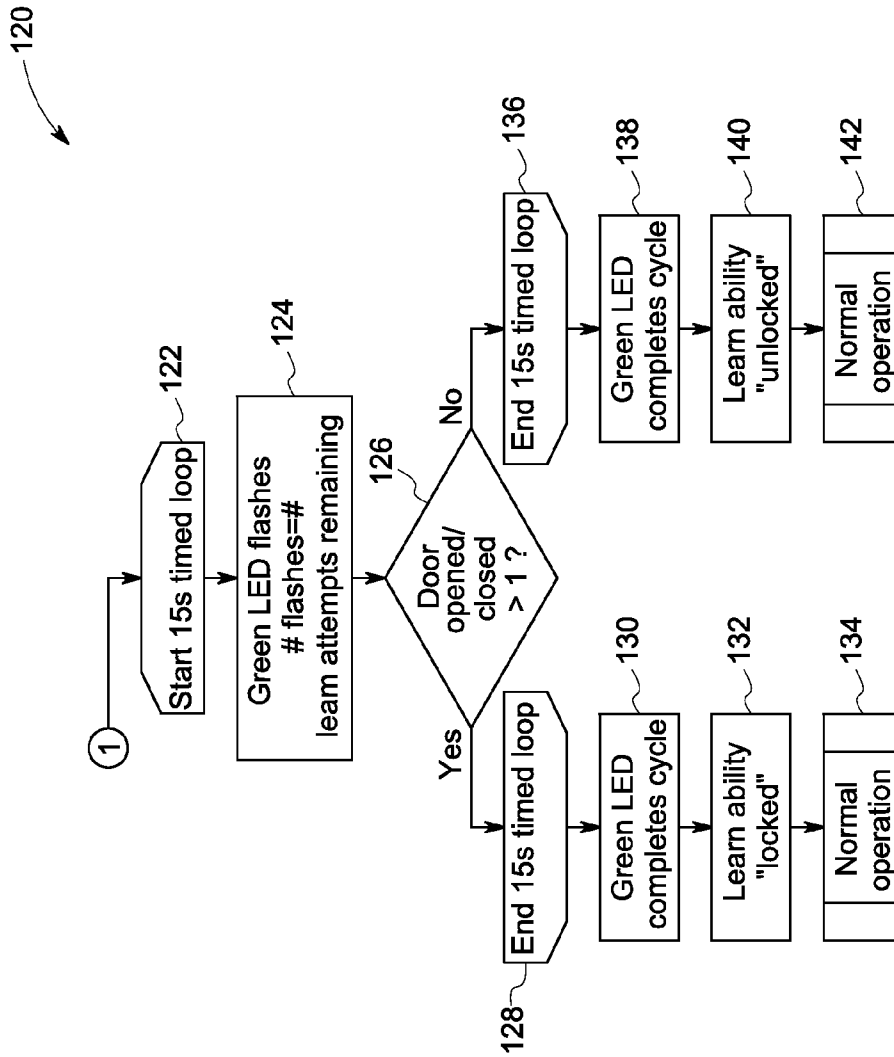 120
1
Start 15s timed loop
122
Green LED flashes
# flashes=#
learn attempts remaining
124
Door
opened/
closed
> 1 ?
126
Yes
No
End 15s timed loop
128
Green LED
completes cycle
130
Learn ability
"locked"
132
Normal
operation
134
End 15s timed loop
136
Green LED
completes cycle
138
Learn ability
"unlocked"
140
Normal
operation
142